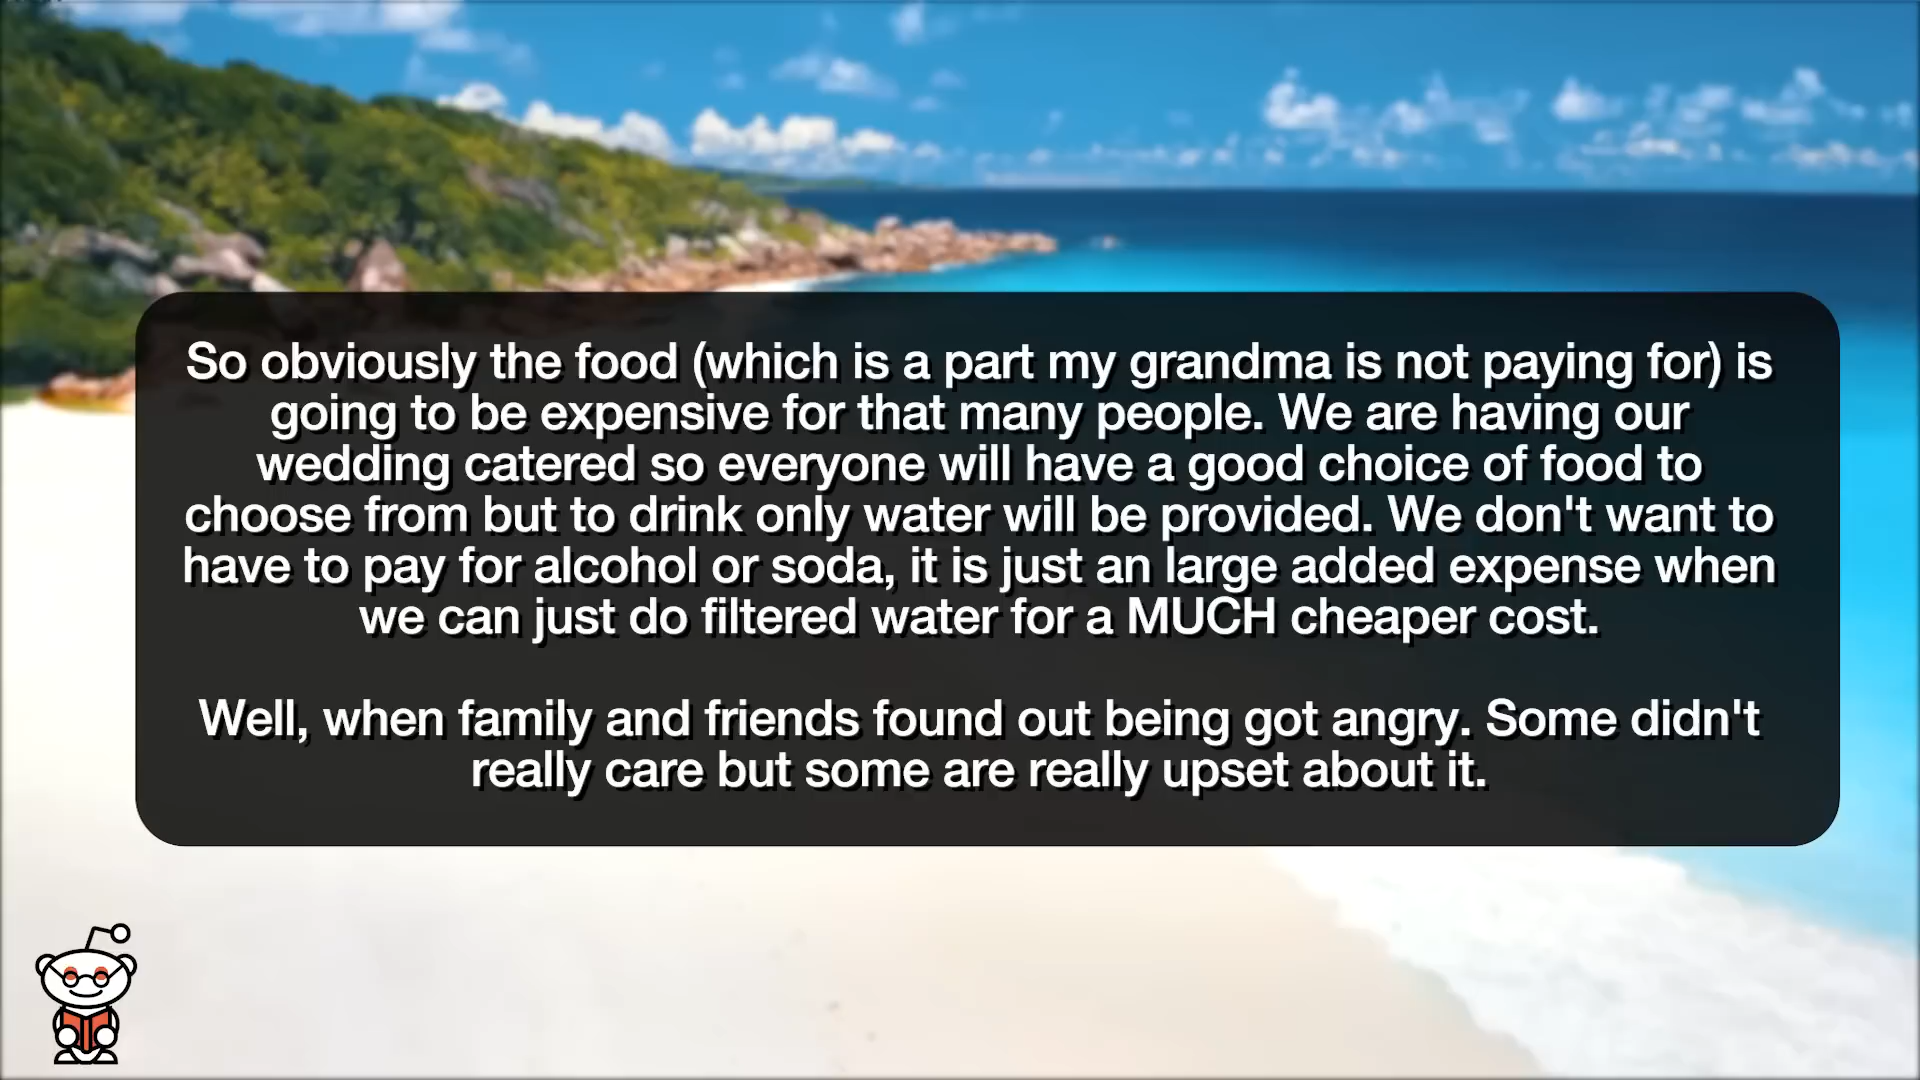 So obviously the food (which is a part my grandma is not paying for) is
going to be expensive for that many people. We are having our
wedding catered so everyone will have a good choice of food to
choose from but to drink only water will be provided. We don't want to
have to pay for alcohol or soda, it is just an large added expense when
we can just do filtered water for a MUCH cheaper cost.
Well, when family and friends found out being got angry. Some didn't
really care but some are really upset about it.